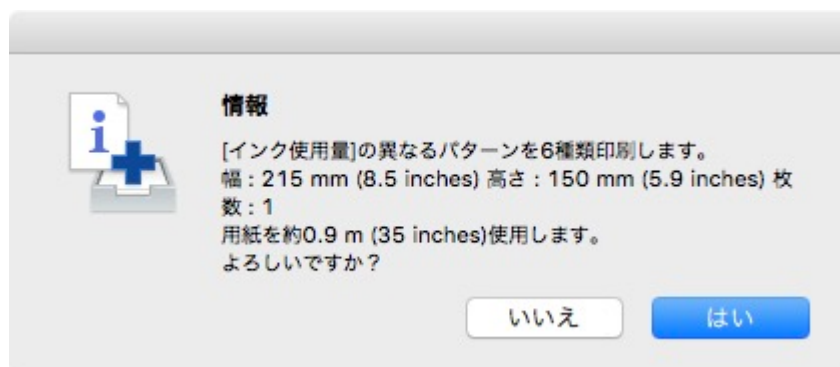 情報
[インク使用量]の異なるパターンを6種類印刷します。
幅：215 mm (8.5 inches) 高さ：150 mm (5.9 inches) 枚
数：1
用紙を約0.9 m (35 inches)使用します。
よろしいですか？
いいえ
はい